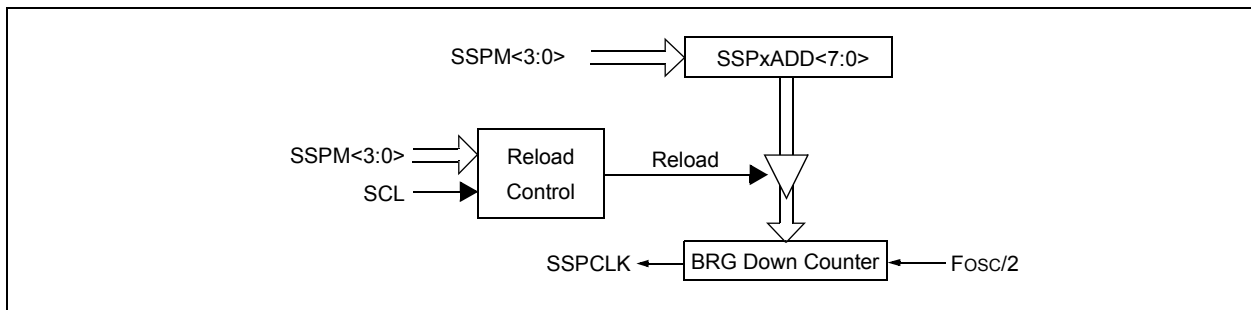 SSPM<3:0>
SSPxADD<7:0>
SSPM<3:0>
SCL
Reload
Control
Reload
SSPCLK
BRG Down Counter
FOSC/2